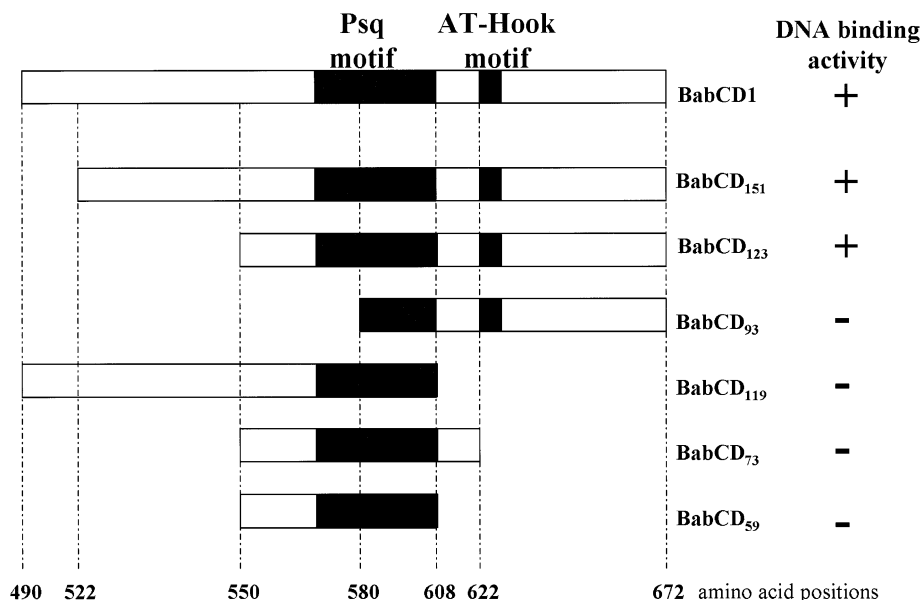 Psq motif
AT-Hook motif
DNA binding activity
BabCD1 +
BabCD151 +
BabCD123 +
BabCD93 -
BabCD119 -
BabCD73 -
BabCD59 -
490 522 550 580 608 622 672 amino acid positions